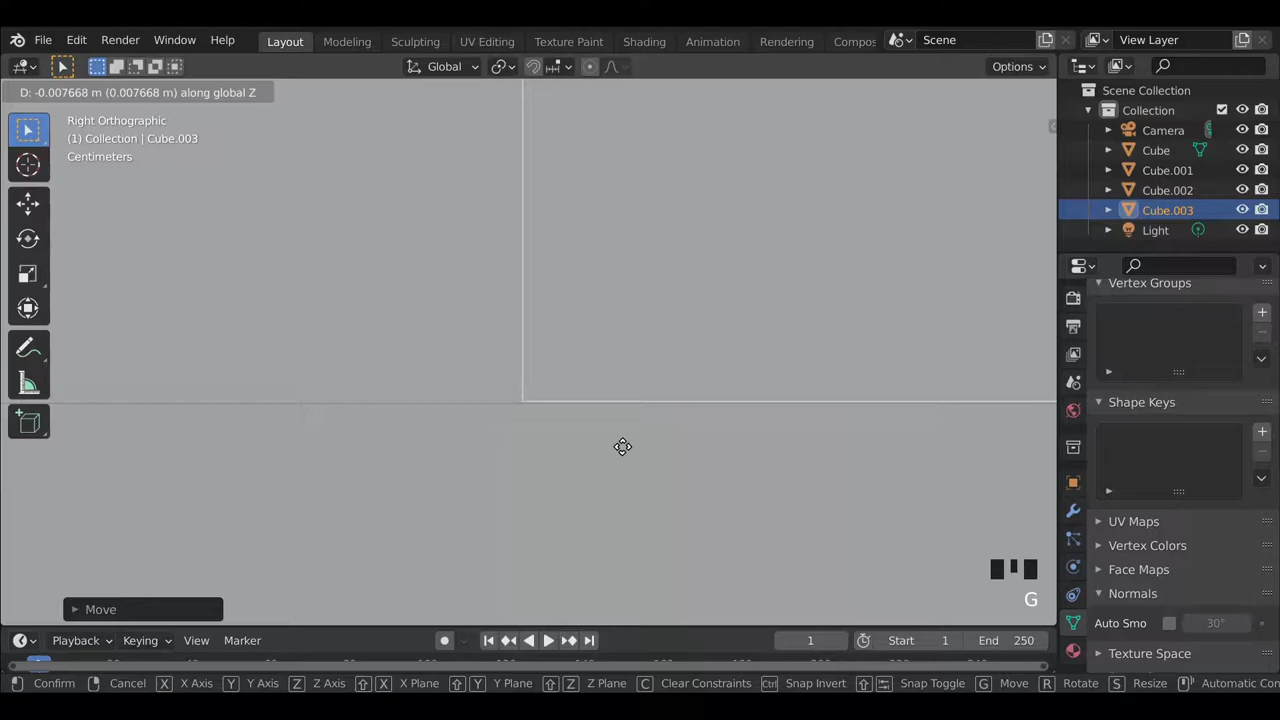 File Edit Render Window Help Layout Modeling Sculpting UV Editing Texture Paint Shading Animation Rendering Compos Scene View Layer
Global Options
D: -0.007668 m (0.007668 m) along global Z
Right Orthographic
(1) Collection | Cube.003
Centimeters
Scene Collection
Collection
Camera
Cube
Cube.001
Cube.002
Cube.003
Light
Vertex Groups
Shape Keys
UV Maps
Vertex Colors
Face Maps
Normals
Auto Smo 30°
Texture Space
G
Move
Playback Keying View Marker 1 Start 1 End 250
Confirm Cancel X X Axis Y Y Axis Z Z Axis X X Plane Y Y Plane Z Z Plane C Clear Constraints Ctrl Snap Invert Snap Toggle G Move R Rotate S Resize Automatic Con